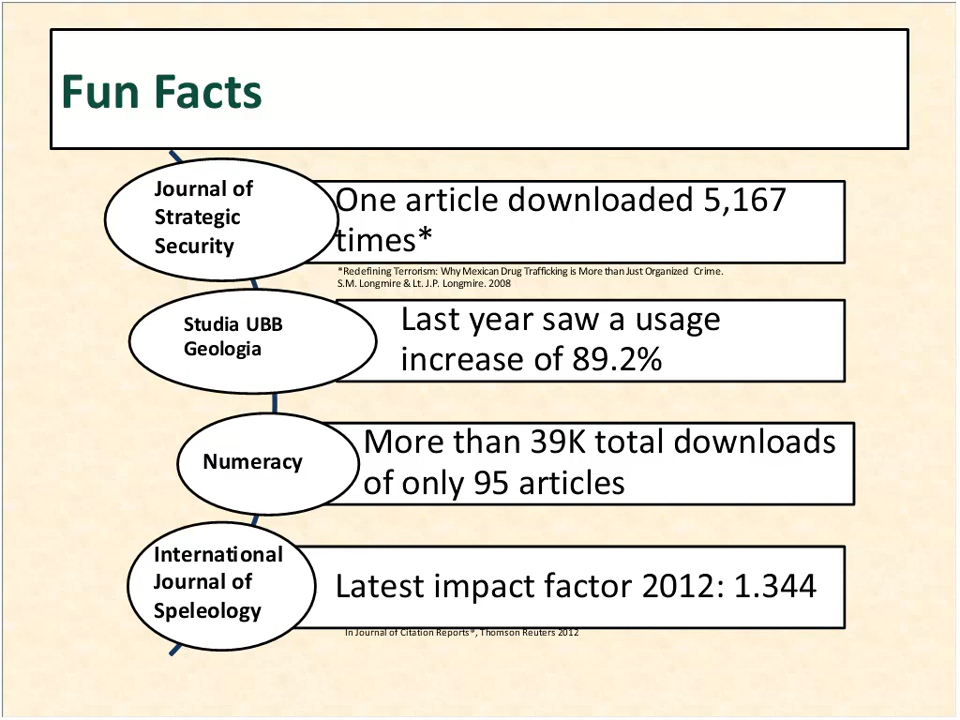 Fun Facts
Journal of
Strategic
Security
One article downloaded 5,167
times*
*Redefining Terrorism: Why Mexican Drug Trafficking is More than Just Organized Crime.
S.M. Longmire & Lt. J.P. Longmire. 2008
Studia UBB
Geologia
Last year saw a usage
increase of 89.2%
Numeracy
More than 39K total downloads
of only 95 articles
International
Journal of
Speleology
Latest impact factor 2012: 1.344
In Journal of Citation Reports®, Thomson Reuters 2012